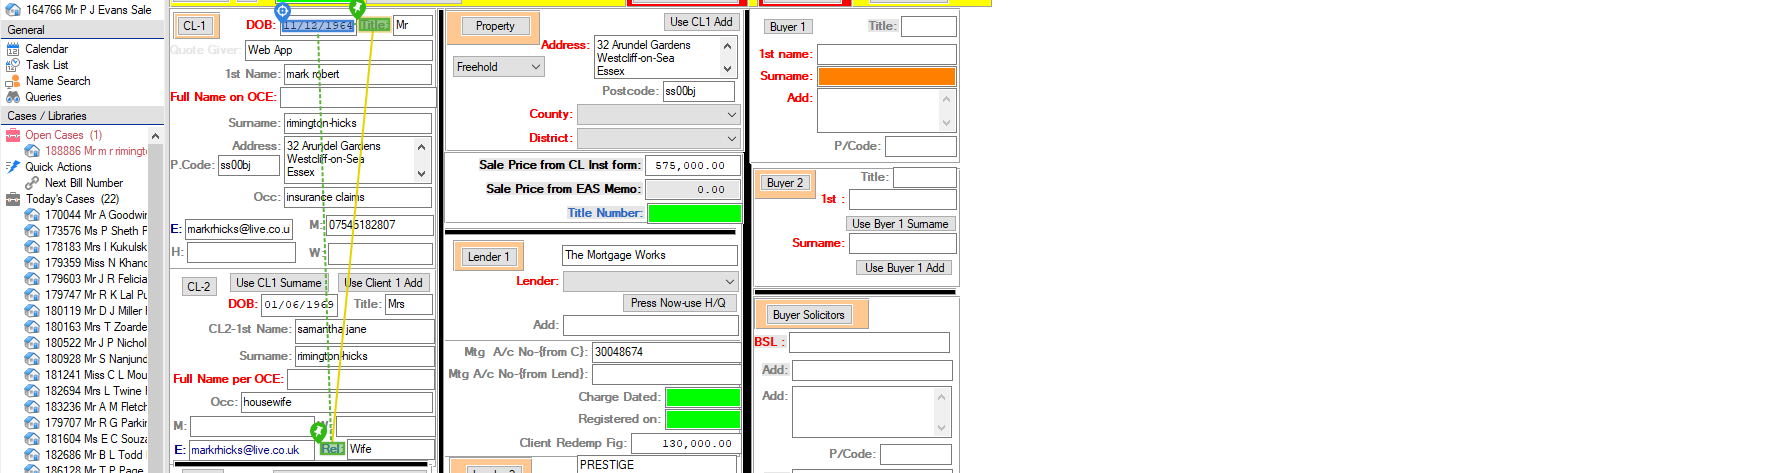 164766 Mr P J Evans Sale
General
Calendar
Task List
Name Search
Queries
Cases / Libraries
Open Cases (1)
188886 Mr m r rimingt
Quick Actions
Next Bill Number
Today's Cases (22)
170044 Mr A Goodwi
173576 Ms P Sheth F
178183 Mrs I Kukulsk
179359 Miss N Khan
179603 Mr J R Felicia
179747 Mr R K Lal Pu
180119 Mr D J Miller
180163 Mrs T Zoarde
180522 Mr J P Nichol
180928 Mr S Nanjund
181241 Miss C L Mou
182694 Mrs L Twine
183236 Mr A M Fletch
179707 Mr R G Parkin
181604 Ms E C Souza
182686 Mr B L Todd
186128 Mr T P Page
CL-1
DOB: 11/12/1964 Title: Mr
Quote Giver: Web App
1st Name: mark robert
Full Name on OCE:
Surname: rimington-hicks
Address: 32 Arundel Gardens
Westcliff-on-Sea
Essex
P.Code: ss00bj
Occ: insurance claims
E: markrhicks@live.co.u M: 07545182807
H: W:
CL-2 Use CL1 Surname Use Client 1 Add
DOB: 01/06/1969 Title: Mrs
CL2-1st Name: samantha jane
Surname: rimington-hicks
Full Name per OCE:
Occ: housewife
M: W:
E: markrhicks@live.co.uk Rel: Wife
Property Use CL1 Add
Address: 32 Arundel Gardens
Westcliff-on-Sea
Essex
Freehold
Postcode: ss00bj
County:
District:
Sale Price from CL Inst form: 575,000.00
Sale Price from EAS Memo: 0.00
Title Number:
Lender 1 The Mortgage Works
Lender:
Press Now-use H/Q
Add:
Mtg A/c No-{from C}: 30048674
Mtg A/c No-{from Lend}:
Charge Dated:
Registered on:
Client Redemp Fig: 130,000.00
PRESTIGE
Buyer 1 Title:
1st name:
Surname:
Add:
P/Code:
Buyer 2 Title:
1st :
Use Byer 1 Surname
Surname:
Use Buyer 1 Add
Buyer Solicitors
BSL :
Add:
Add:
P/Code: